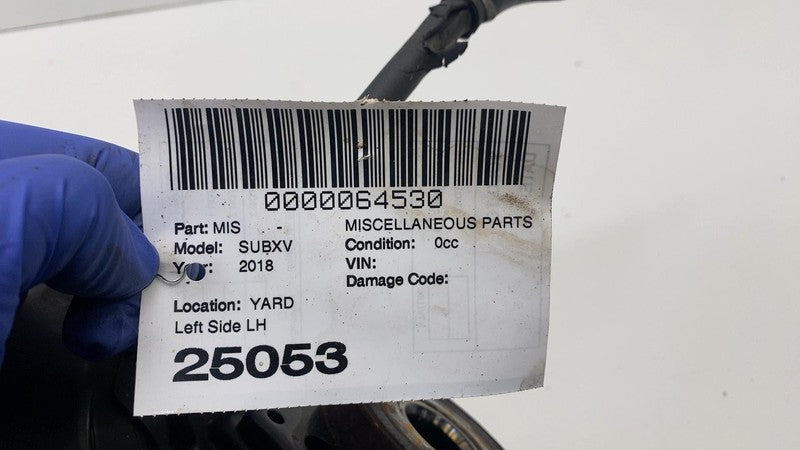 0000064530
Part: MIS - MISCELLANEOUS PARTS
Model: SUBXV Condition: 0cc
2018 VIN:
Damage Code:
Location: YARD
Left Side LH
25053